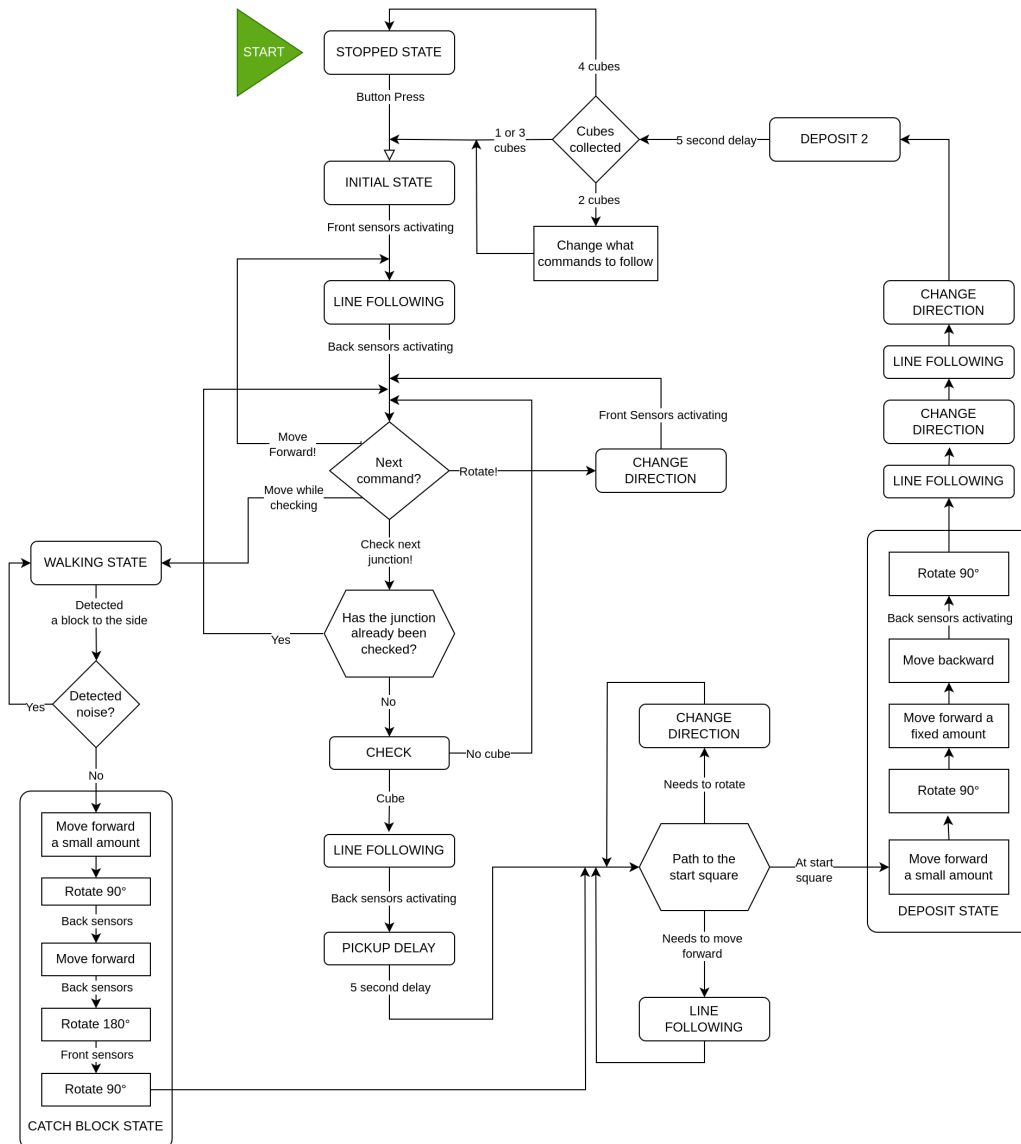 START
STOPPED STATE
4 cubes
Button Press
1 or 3
cubes
Cubes
collected
5 second delay
DEPOSIT 2
INITIAL STATE
2 cubes
Front sensors activating
Change what
commands to follow
LINE FOLLOWING
CHANGE
DIRECTION
Back sensors activating
LINE FOLLOWING
CHANGE
DIRECTION
Front Sensors activating
Move
Forward!
Next
command?
Rotate!
CHANGE
DIRECTION
LINE FOLLOWING
Move while
checking
WALKING STATE
Check next
junction!
Detected
a block to the side
Has the junction
already been
checked?
Yes
Rotate 90°
Back sensors activating
Move backward
Detected
noise?
Yes
No
CHANGE
DIRECTION
Move forward a
fixed amount
CHECK
No cube
No
Needs to rotate
Rotate 90°
Cube
Move forward
a small amount
LINE FOLLOWING
Path to the
start square
At start
square
Move forward
a small amount
Rotate 90°
Back sensors activating
DEPOSIT STATE
Back sensors
PICKUP DELAY
Needs to move
forward
Move forward
Back sensors
5 second delay
Rotate 180°
LINE
FOLLOWING
Front sensors
Rotate 90°
CATCH BLOCK STATE